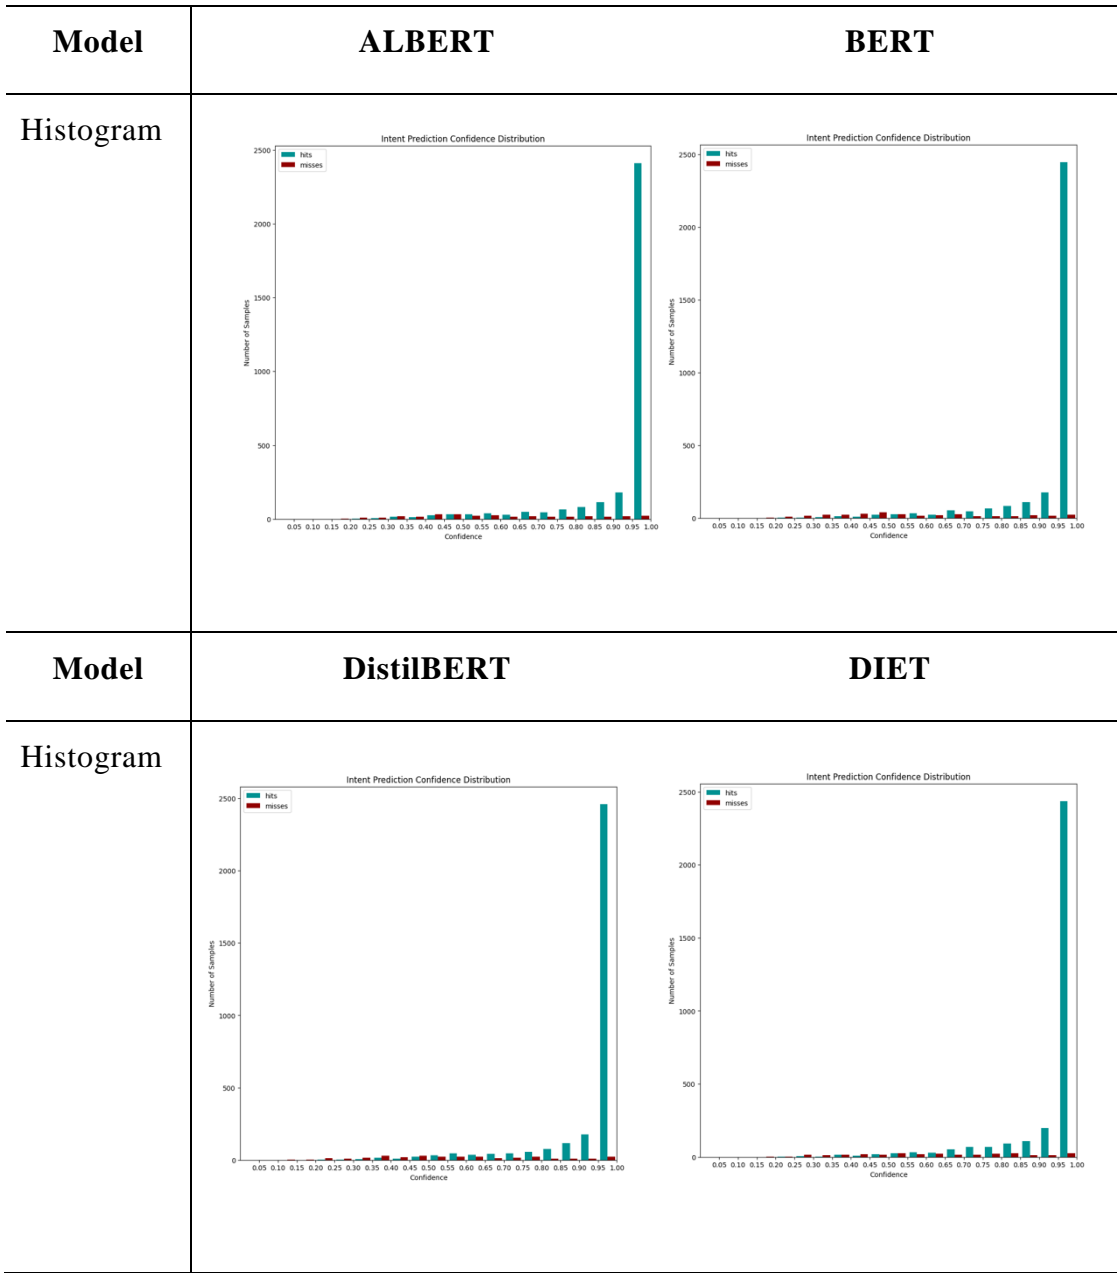 Model ALBERT BERT
Histogram
Intent Prediction Confidence Distribution
hits
misses
2500
2000
1500
1000
500
0
Number of Samples
0.05 0.10 0.15 0.20 0.25 0.30 0.35 0.40 0.45 0.50 0.55 0.60 0.65 0.70 0.75 0.80 0.85 0.90 0.95 1.00
Confidence
Intent Prediction Confidence Distribution
hits
misses
2500
2000
1500
1000
500
0
Number of Samples
0.05 0.10 0.15 0.20 0.25 0.30 0.35 0.40 0.45 0.50 0.55 0.60 0.65 0.70 0.75 0.80 0.85 0.90 0.95 1.00
Confidence
Model DistilBERT DIET
Histogram
Intent Prediction Confidence Distribution
hits
misses
2500
2000
1500
1000
500
0
Number of Samples
0.05 0.10 0.15 0.20 0.25 0.30 0.35 0.40 0.45 0.50 0.55 0.60 0.65 0.70 0.75 0.80 0.85 0.90 0.95 1.00
Confidence
Intent Prediction Confidence Distribution
hits
misses
2500
2000
1500
1000
500
0
Number of Samples
0.05 0.10 0.15 0.20 0.25 0.30 0.35 0.40 0.45 0.50 0.55 0.60 0.65 0.70 0.75 0.80 0.85 0.90 0.95 1.00
Confidence